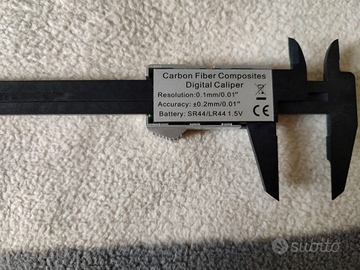 Carbon Fiber Composites
Digital Caliper
Resolution:0.1mm/0.01"
Accuracy: ±0.2mm/0.01"
Battery: SR44/LR44 1.5V
CE
subito